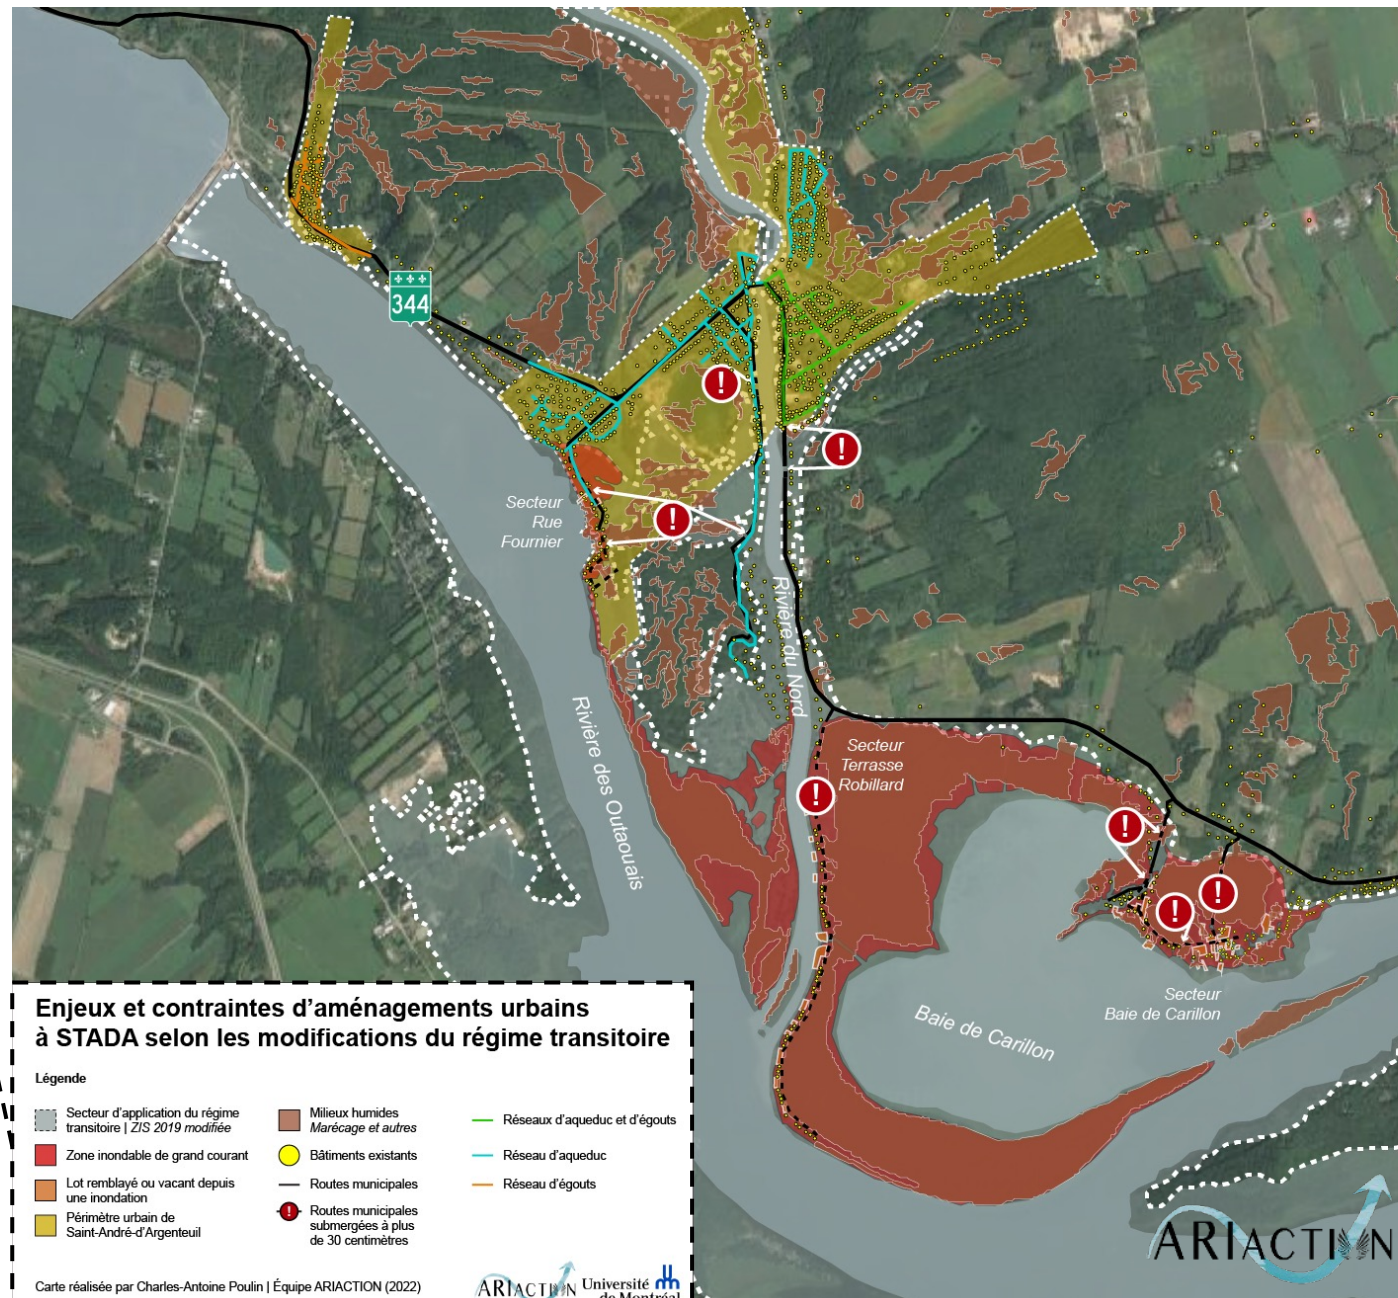 344
!
!
Secteur
Rue
Fournier
!
Rivière du Nord
Rivière des Outaouais
Secteur
Terrasse
Robillard
!
!
!
!
Secteur
Baie de Carillon
Baie de Carillon
Enjeux et contraintes d'aménagements urbains
à STADA selon les modifications du régime transitoire
Légende
Secteur d'application du régime
transitoire | ZIS 2019 modifiée
Zone inondable de grand courant
Lot remblayé ou vacant depuis
une inondation
Périmètre urbain de
Saint-André-d'Argenteuil
Milieux humides
Marécage et autres
Bâtiments existants
Routes municipales
!
Routes municipales
submergées à plus
de 30 centimètres
Réseaux d'aqueduc et d'égouts
Réseau d'aqueduc
Réseau d'égouts
Carte réalisée par Charles-Antoine Poulin | Équipe ARIACTION (2022)
ARIACTION
Université
de Montréal
ARIACTION